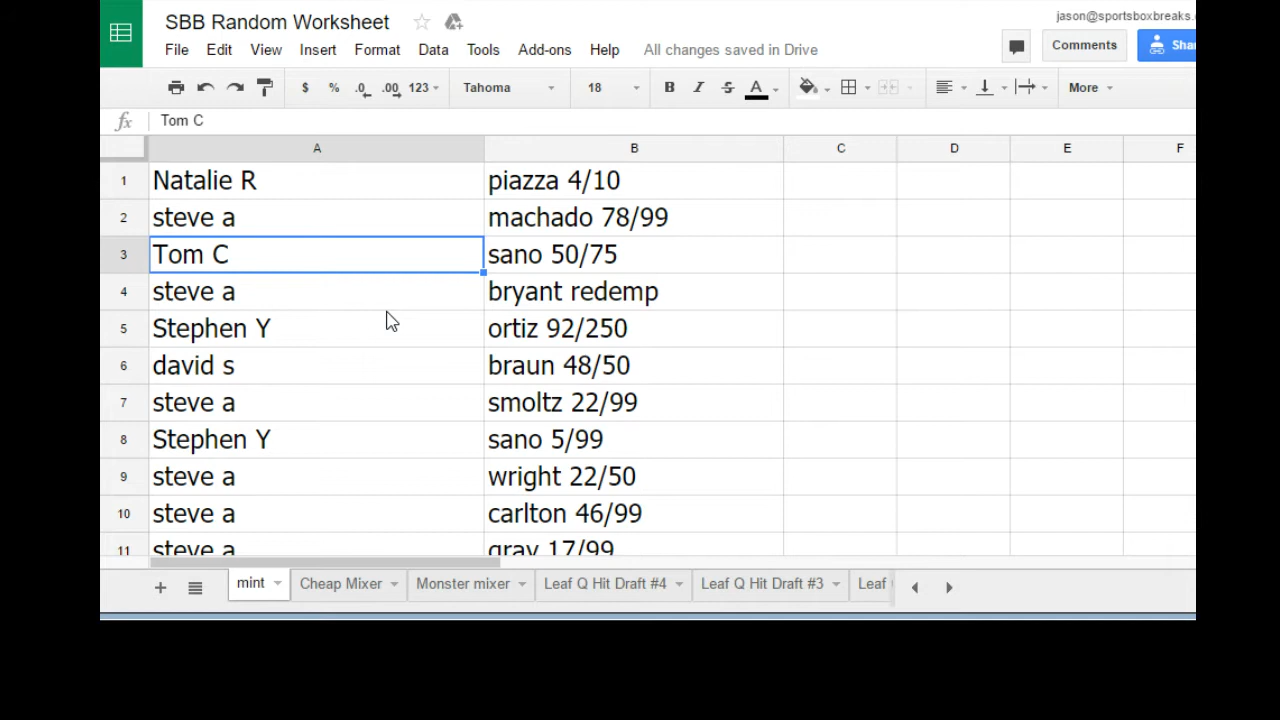 SBB Random Worksheet
jason@sportsboxbreaks.
File Edit View Insert Format Data Tools Add-ons Help All changes saved in Drive
Comments
$ % .0 .00 123 Tahoma 18 B I S A More
fx Tom C
A B C D E F
1 Natalie R piazza 4/10
2 steve a machado 78/99
3 Tom C sano 50/75
4 steve a bryant redemp
5 Stephen Y ortiz 92/250
6 david s braun 48/50
7 steve a smoltz 22/99
8 Stephen Y sano 5/99
9 steve a wright 22/50
10 steve a carlton 46/99
11 steve a gray 17/99
+ mint Cheap Mixer Monster mixer Leaf Q Hit Draft #4 Leaf Q Hit Draft #3 Leaf